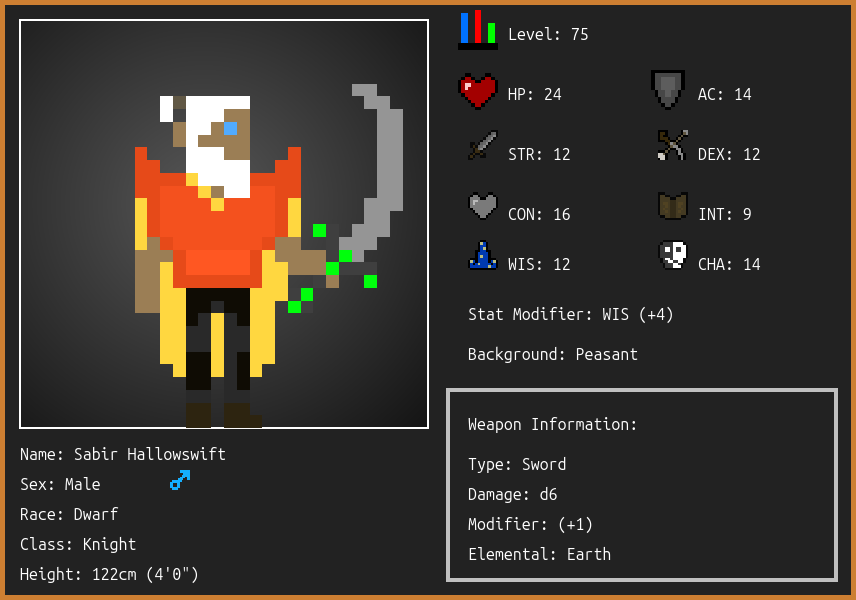 Level: 75
HP: 24
AC: 14
STR: 12
DEX: 12
CON: 16
INT: 9
WIS: 12
CHA: 14
Stat Modifier: WIS (+4)
Background: Peasant
Weapon Information:
Type: Sword
Damage: d6
Modifier: (+1)
Elemental: Earth
Name: Sabir Hallowswift
Sex: Male
Race: Dwarf
Class: Knight
Height: 122cm (4'0")